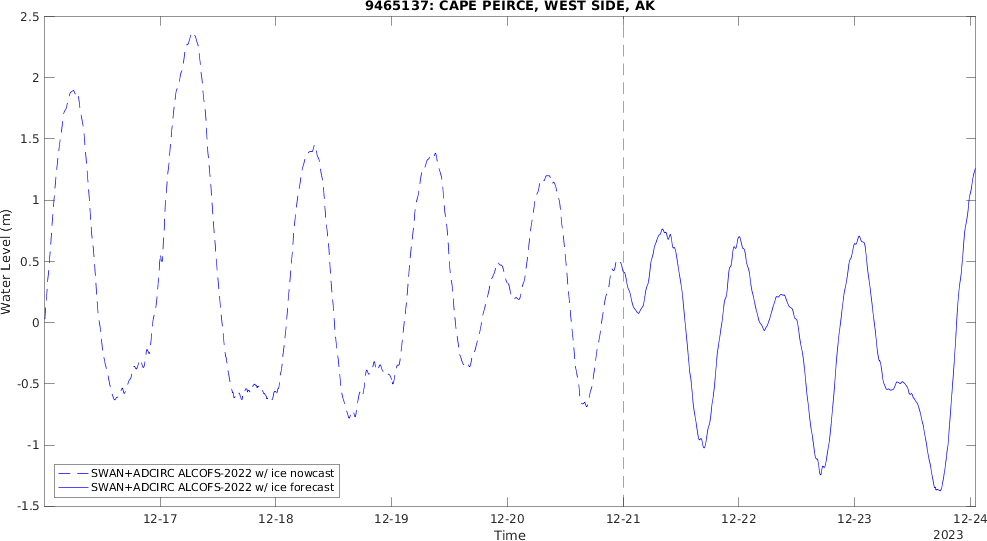 9465137: CAPE PEIRCE, WEST SIDE, AK
2.5
2
1.5
1
0.5
0
-0.5
-1
-1.5
Water Level (m)
SWAN+ADCIRC ALCOFS-2022 w/ ice nowcast
SWAN+ADCIRC ALCOFS-2022 w/ ice forecast
12-17 12-18 12-19 12-20 12-21 12-22 12-23 12-24
Time
2023